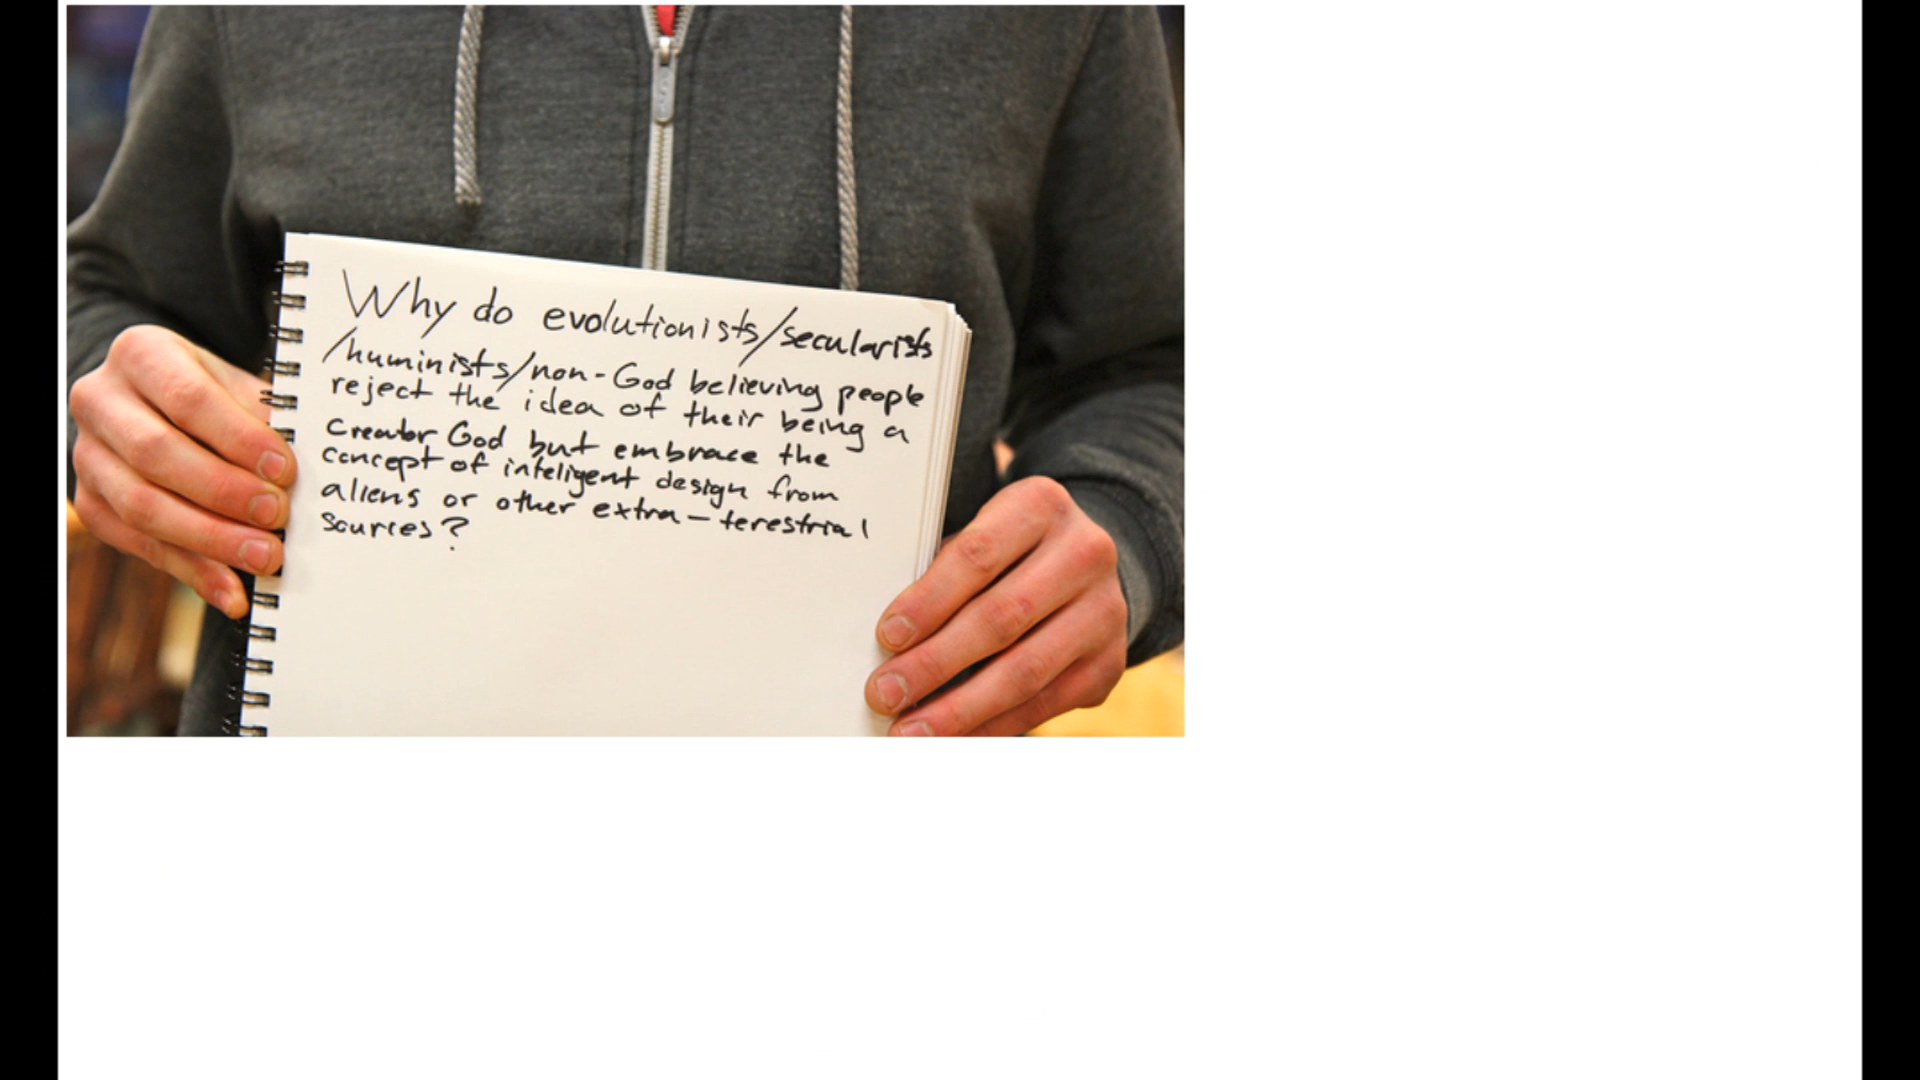 Why do evolutionists/secularists
/huminists/non-God believing people
reject the idea of their being a
Creator God but embrace the
concept of inteligent design from
aliens or other extra-terestrial
sources?